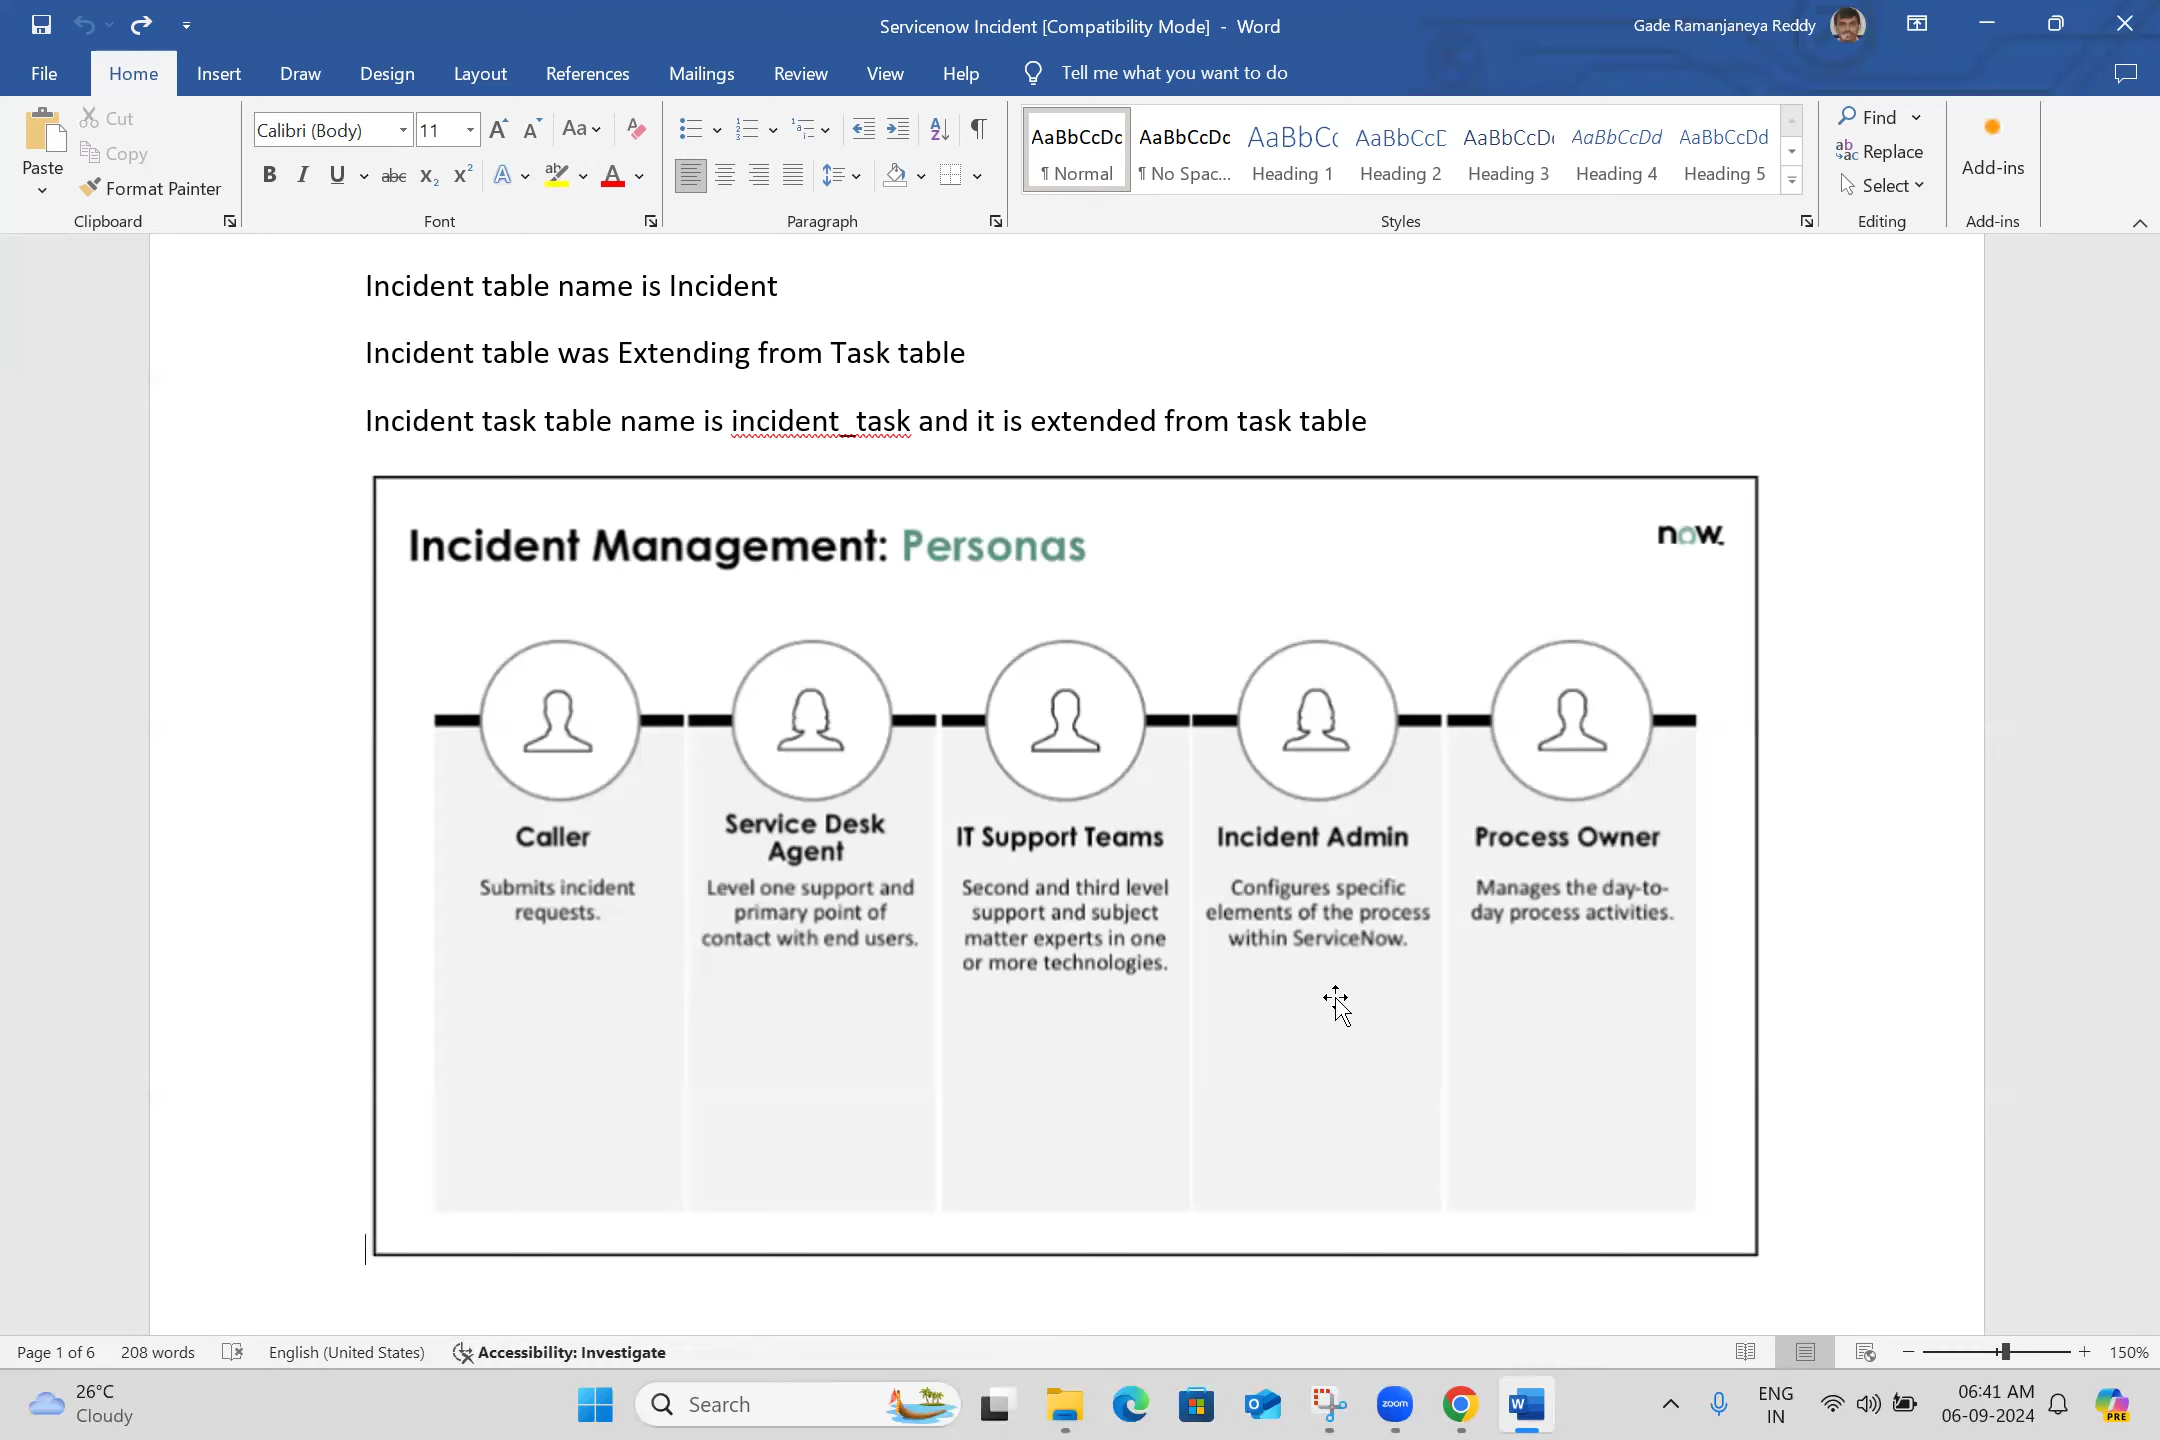 Servicenow Incident [Compatibility Mode] - Word
Gade Ramanjaneya Reddy
File Home Insert Draw Design Layout References Mailings Review View Help Tell me what you want to do
Paste
Cut
Copy
Format Painter
Clipboard
Calibri (Body) 11
Font
Paragraph
AaBbCcDc AaBbCcDc AaBbC AaBbCcD AaBbCcD AaBbCcDd AaBbCcDd
¶ Normal ¶ No Spac... Heading 1 Heading 2 Heading 3 Heading 4 Heading 5
Styles
Find
Replace
Select
Editing
Add-ins
Add-ins
Incident table name is Incident
Incident table was Extending from Task table
Incident task table name is incident_task and it is extended from task table
Incident Management: Personas
now.
Caller
Submits incident
requests.
Service Desk
Agent
Level one support and
primary point of
contact with end users.
IT Support Teams
Second and third level
support and subject
matter experts in one
or more technologies.
Incident Admin
Configures specific
elements of the process
within ServiceNow.
Process Owner
Manages the day-to-
day process activities.
Page 1 of 6 208 words English (United States) Accessibility: Investigate 150%
26°C
Cloudy
Search
zoom
ENG
IN
06:41 AM
06-09-2024
PRE